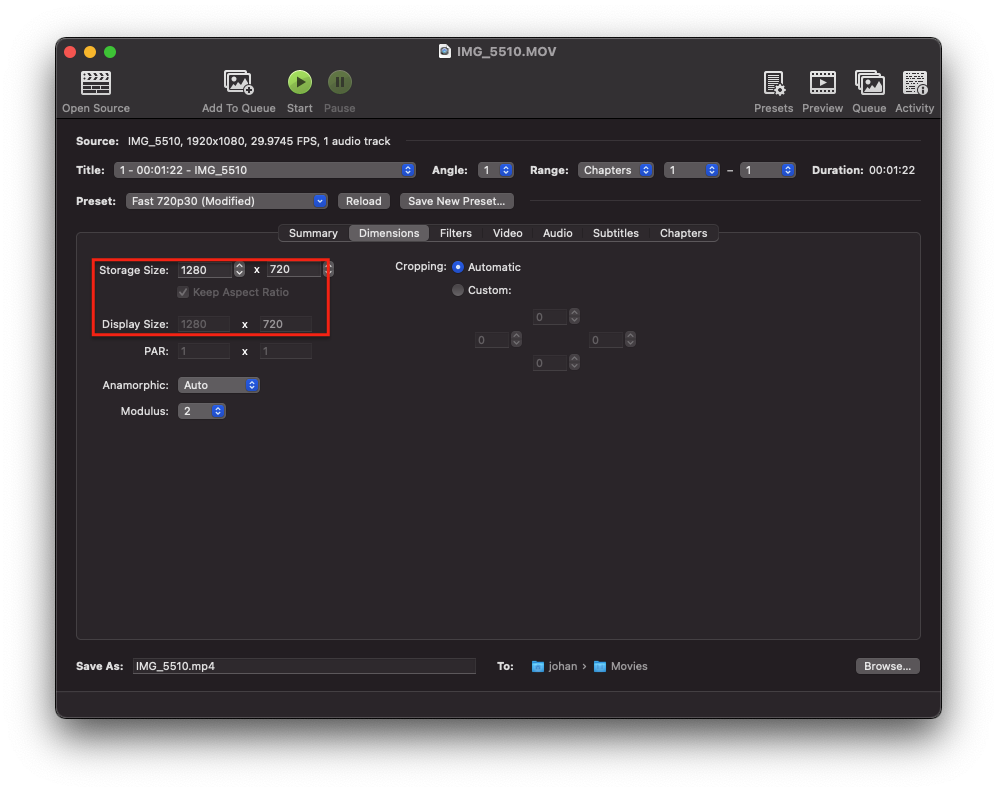 IMG_5510.MOV
Open Source
Add To Queue
Start
Pause
Presets
Preview
Queue
Activity
Source: IMG_5510, 1920x1080, 29.9745 FPS, 1 audio track
Title: 1 - 00:01:22 - IMG_5510 Angle: 1 Range: Chapters 1 – 1 Duration: 00:01:22
Preset: Fast 720p30 (Modified) Reload Save New Preset...
Summary Dimensions Filters Video Audio Subtitles Chapters
Storage Size: 1280 x 720
Keep Aspect Ratio
Display Size: 1280 x 720
PAR: 1 x 1
Anamorphic: Auto
Modulus: 2
Cropping: Automatic
Custom:
0
0 0
0
Save As: IMG_5510.mp4 To: johan › Movies Browse...